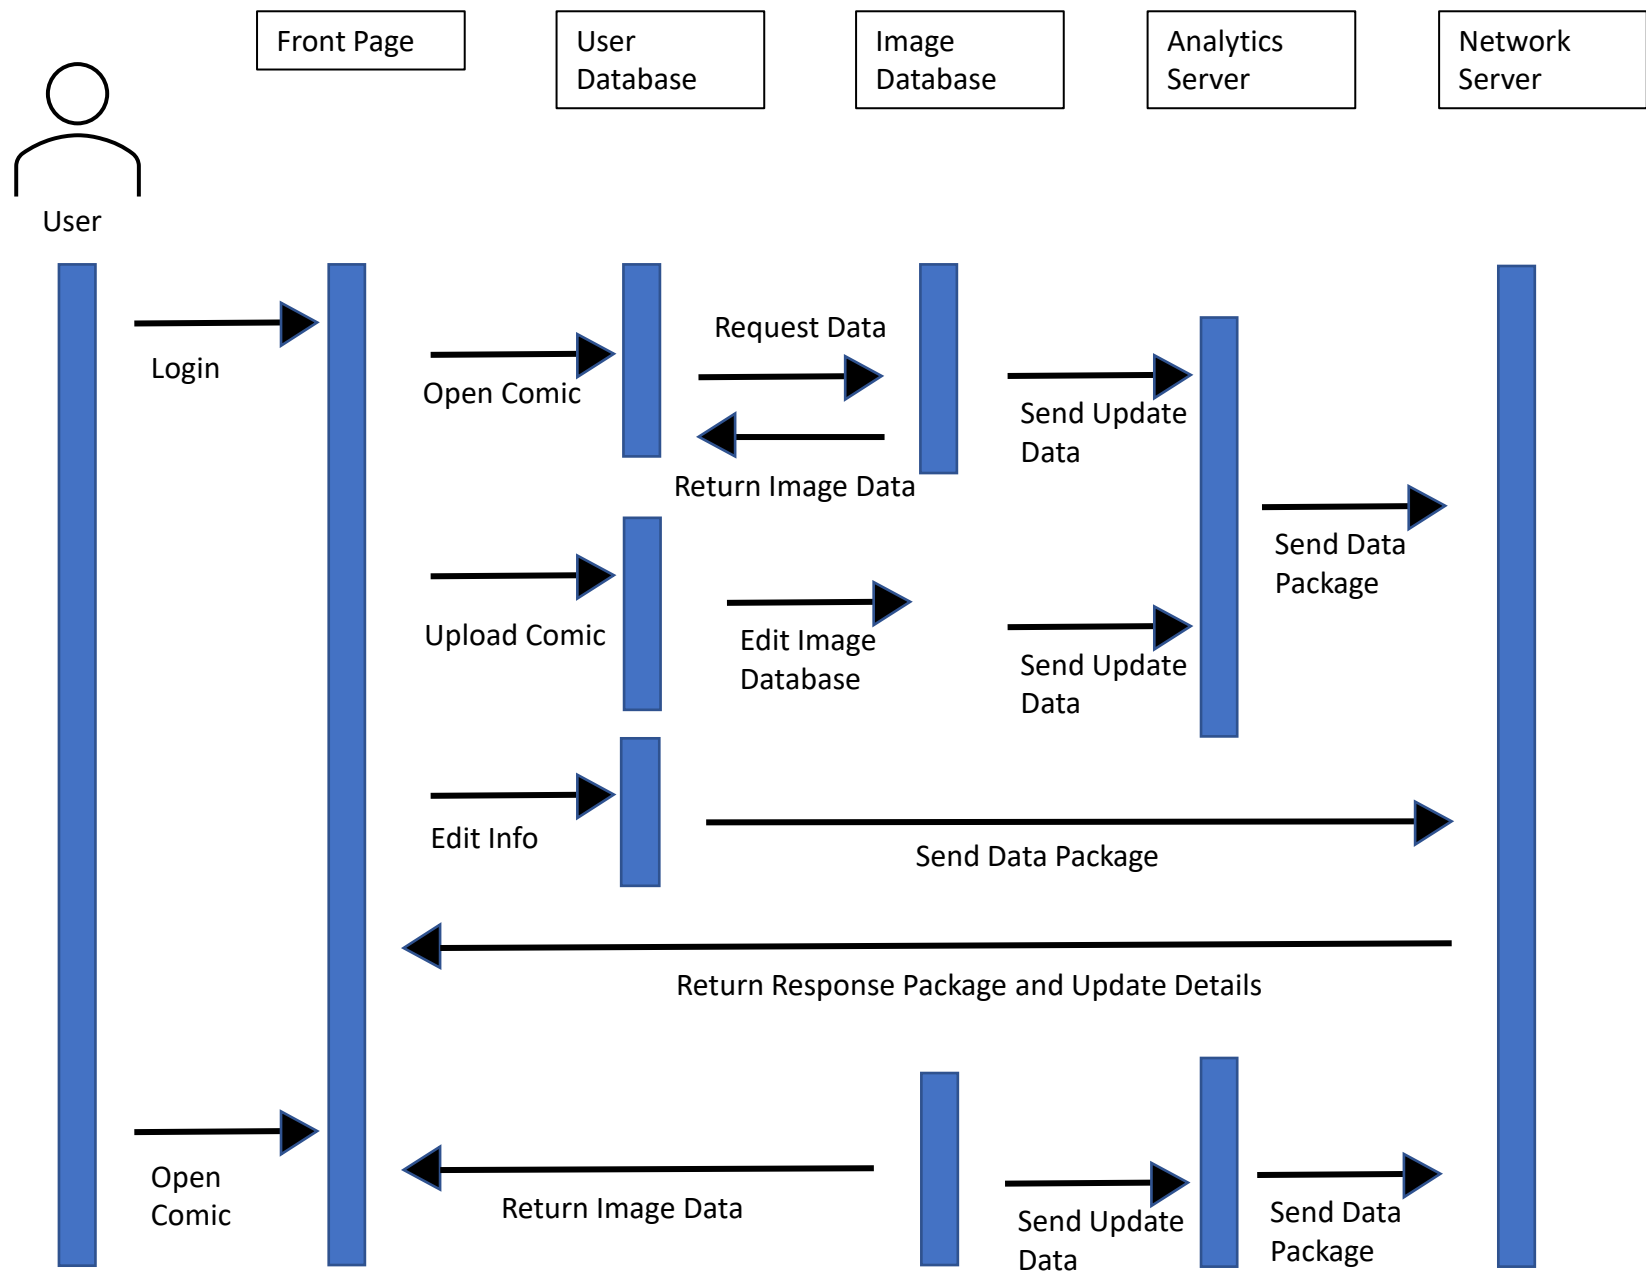 Front Page
User
Database
Image
Database
Analytics
Server
Network
Server
User
Login
Open Comic
Request Data
Return Image Data
Send Update
Data
Send Data
Package
Upload Comic
Edit Image
Database
Send Update
Data
Edit Info
Send Data Package
Return Response Package and Update Details
Open
Comic
Return Image Data
Send Update
Data
Send Data
Package